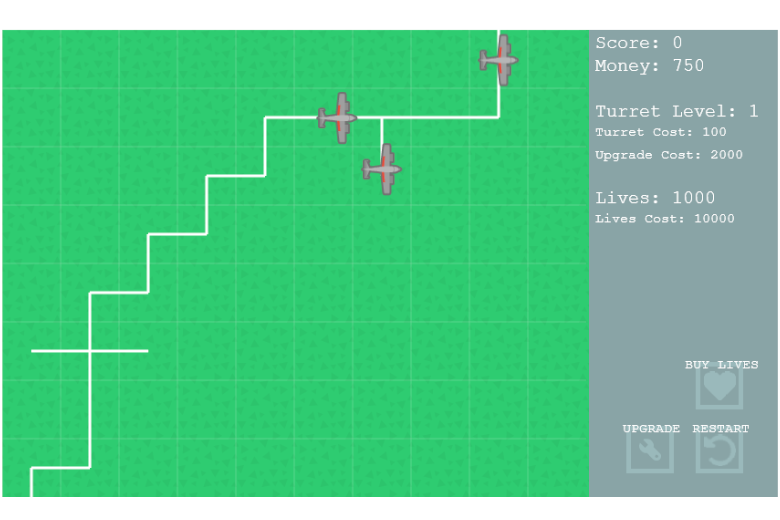 Score: 0
Money: 750
Turret Level: 1
Turret Cost: 100
Upgrade Cost: 2000
Lives: 1000
Lives Cost: 10000
BUY LIVES
UPGRADE RESTART